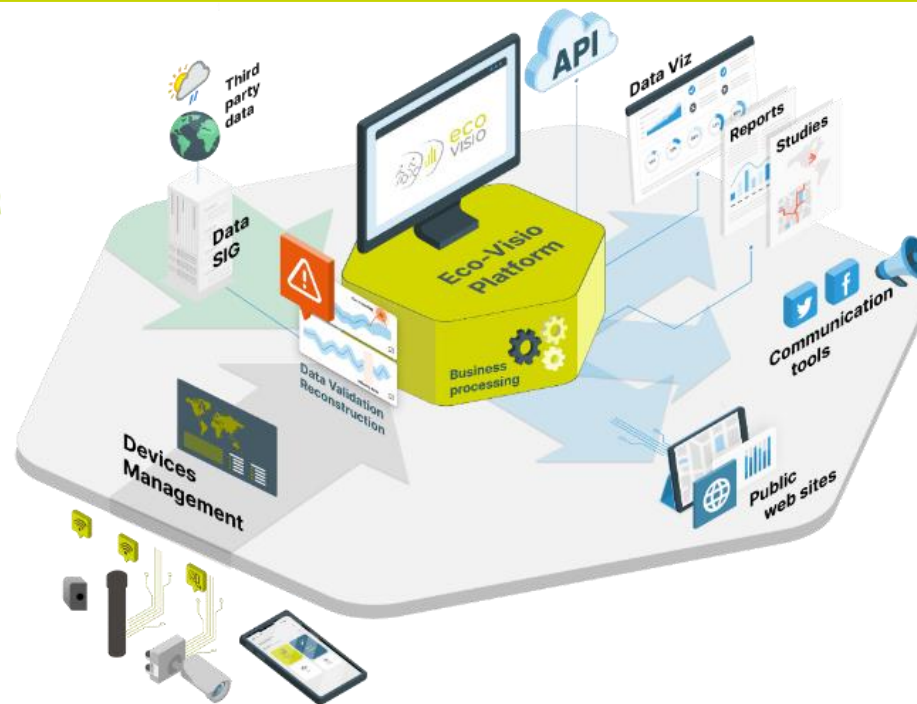 API
Third
party
data
Data Viz
eco
VISIO
Reports
Studies
Data
SIG
Eco-Visio
Platform
Communication
tools
Business
processing
Data Validation
Reconstruction
Devices
Management
Public
web sites